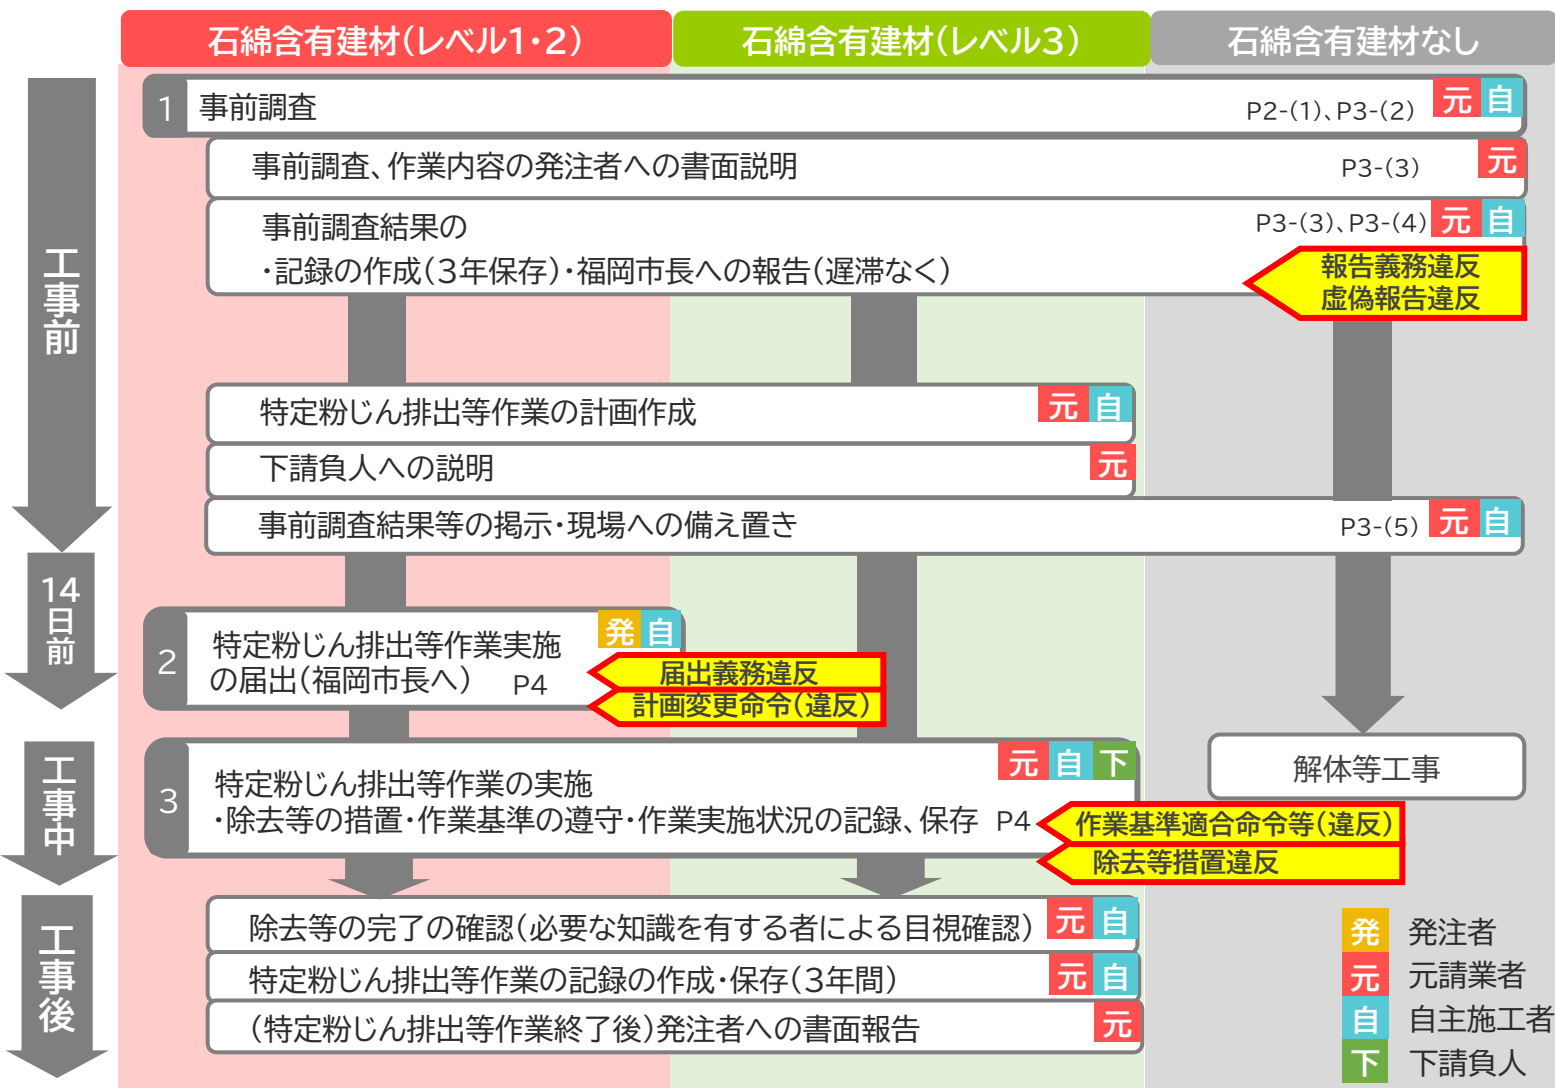 石綿含有建材(レベル1・2)
石綿含有建材(レベル3)
石綿含有建材なし
工事前
1 事前調査 P2-(1)、P3-(2) 元 自
事前調査、作業内容の発注者への書面説明 P3-(3) 元
事前調査結果の P3-(3)、P3-(4) 元 自
・記録の作成(3年保存)・福岡市長への報告(遅滞なく)
報告義務違反
虚偽報告違反
特定粉じん排出等作業の計画作成 元 自
下請負人への説明 元
事前調査結果等の掲示・現場への備え置き P3-(5) 元 自
14日前
2 特定粉じん排出等作業実施 発 自
の届出(福岡市長へ) P4
届出義務違反
計画変更命令(違反)
工事中
3 特定粉じん排出等作業の実施 元 自 下
・除去等の措置・作業基準の遵守・作業実施状況の記録、保存 P4
作業基準適合命令等(違反)
除去等措置違反
解体等工事
工事後
除去等の完了の確認(必要な知識を有する者による目視確認) 元 自
特定粉じん排出等作業の記録の作成・保存(3年間) 元 自
(特定粉じん排出等作業終了後)発注者への書面報告 元
発 発注者
元 元請業者
自 自主施工者
下 下請負人